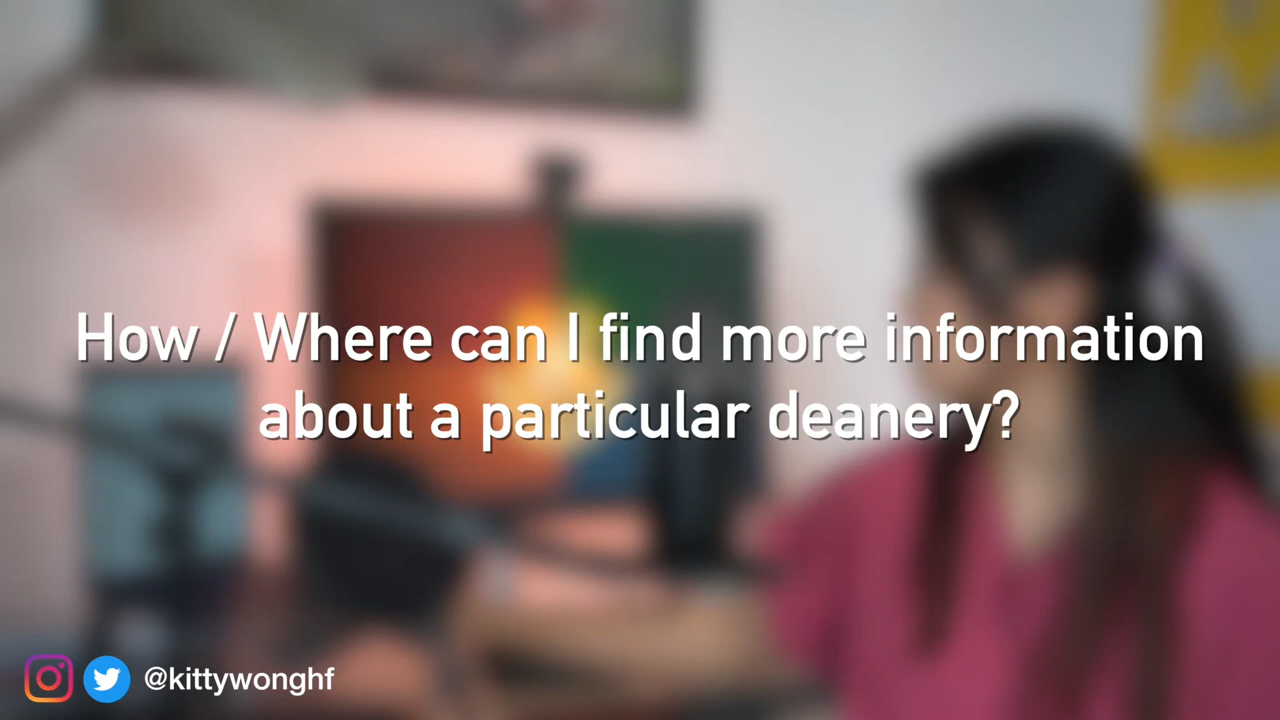 How / Where can I find more information
about a particular deanery?
@kittywonghf